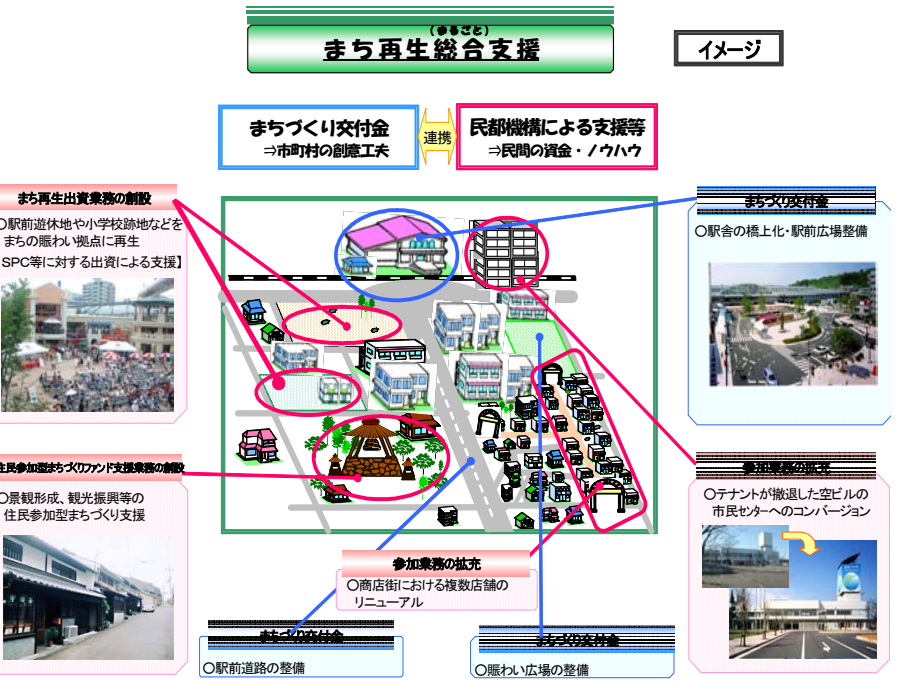 (まるごと)
まち再生総合支援
イメージ
まちづくり交付金
⇒市町村の創意工夫
連携
民都機構による支援等
⇒民間の資金・ノウハウ
まち再生出資業務の創設
○駅前遊休地や小学校跡地などを
まちの賑わい拠点に再生
SPC等に対する出資による支援】
まちづくり交付金
○駅舎の橋上化・駅前広場整備
住民参加型まちづくりファンド支援業務の創設
○景観形成、観光振興等の
住民参加型まちづくり支援
参加業務の拡充
○テナントが撤退した空ビルの
市民センターへのコンバージョン
参加業務の拡充
○商店街における複数店舗の
リニューアル
まちづくり交付金
○駅前道路の整備
まちづくり交付金
○賑わい広場の整備